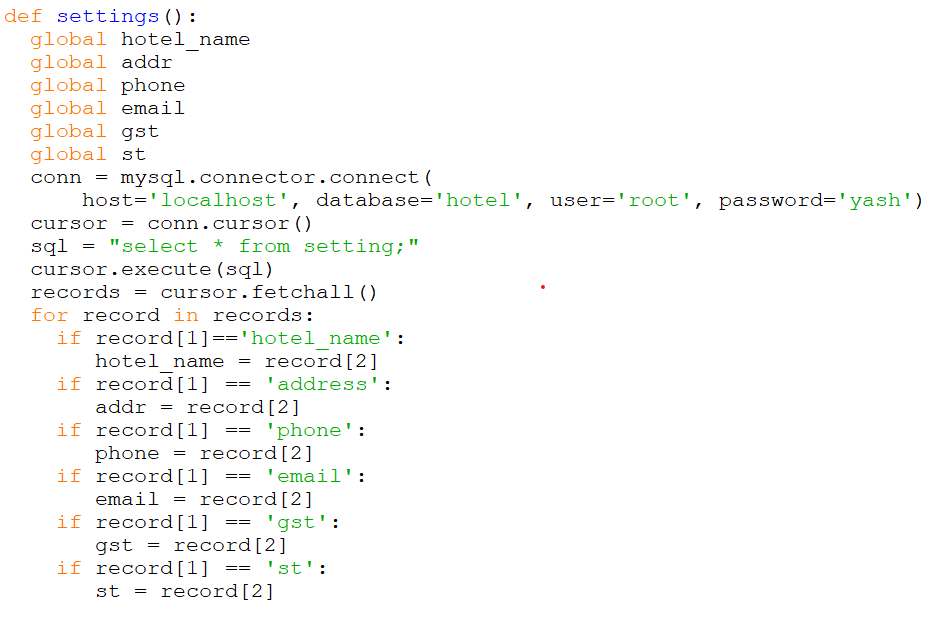 def settings():
  global hotel_name
  global addr
  global phone
  global email
  global gst
  global st
  conn = mysql.connector.connect(
      host='localhost', database='hotel', user='root', password='yash')
  cursor = conn.cursor()
  sql = "select * from setting;"
  cursor.execute(sql)
  records = cursor.fetchall()
  for record in records:
    if record[1]=='hotel_name':
       hotel_name = record[2]
    if record[1] == 'address':
       addr = record[2]
    if record[1] == 'phone':
       phone = record[2]
    if record[1] == 'email':
       email = record[2]
    if record[1] == 'gst':
       gst = record[2]
    if record[1] == 'st':
       st = record[2]